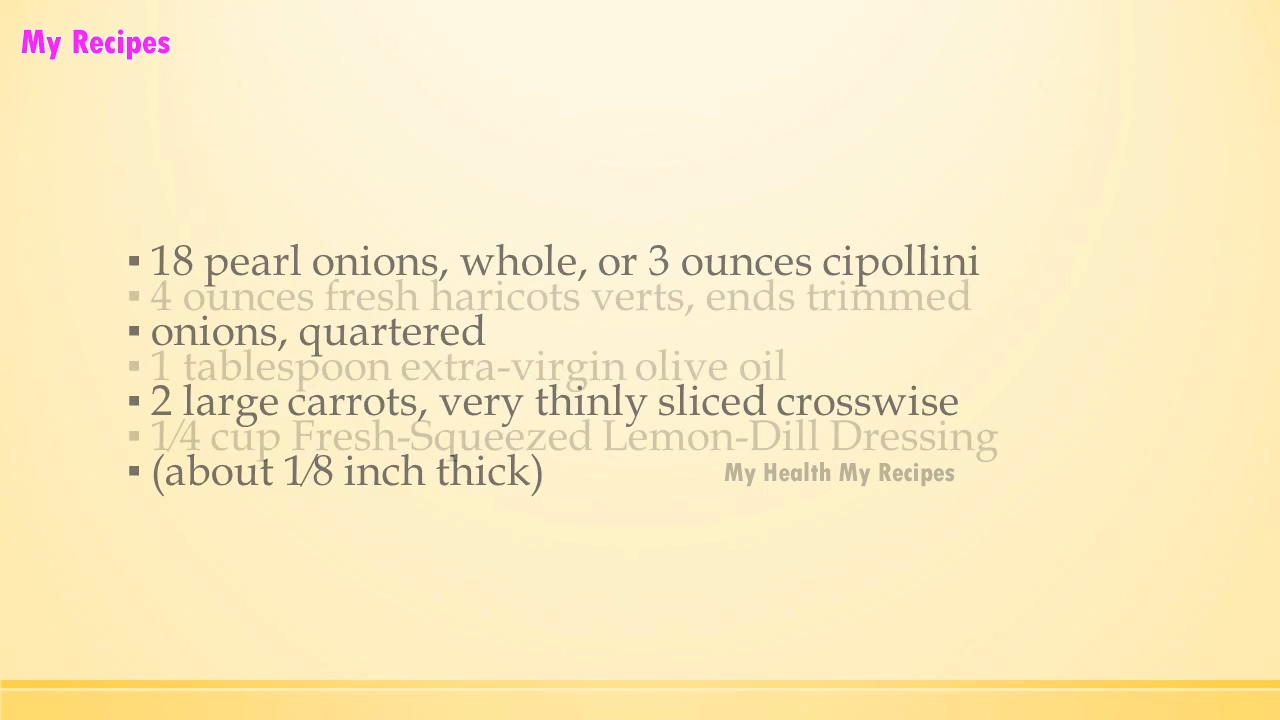 My Recipes
▪ 18 pearl onions, whole, or 3 ounces cipollini
▪ 4 ounces fresh haricots verts, ends trimmed
▪ onions, quartered
▪ 1 tablespoon extra-virgin olive oil
▪ 2 large carrots, very thinly sliced crosswise
▪ 1⁄4 cup Fresh-Squeezed Lemon-Dill Dressing
▪ (about 1⁄8 inch thick)
My Health My Recipes